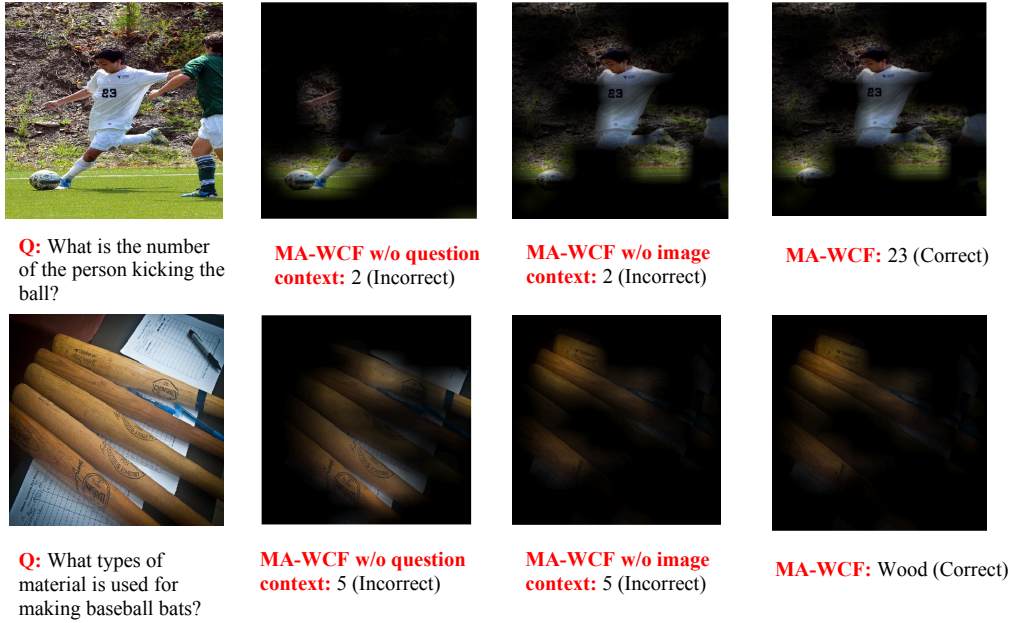 23
23
23
Q: What is the number
of the person kicking the
ball?
MA-WCF w/o question
context: 2 (Incorrect)
MA-WCF w/o image
context: 2 (Incorrect)
MA-WCF: 23 (Correct)
Q: What types of
material is used for
making baseball bats?
MA-WCF w/o question
context: 5 (Incorrect)
MA-WCF w/o image
context: 5 (Incorrect)
MA-WCF: Wood (Correct)